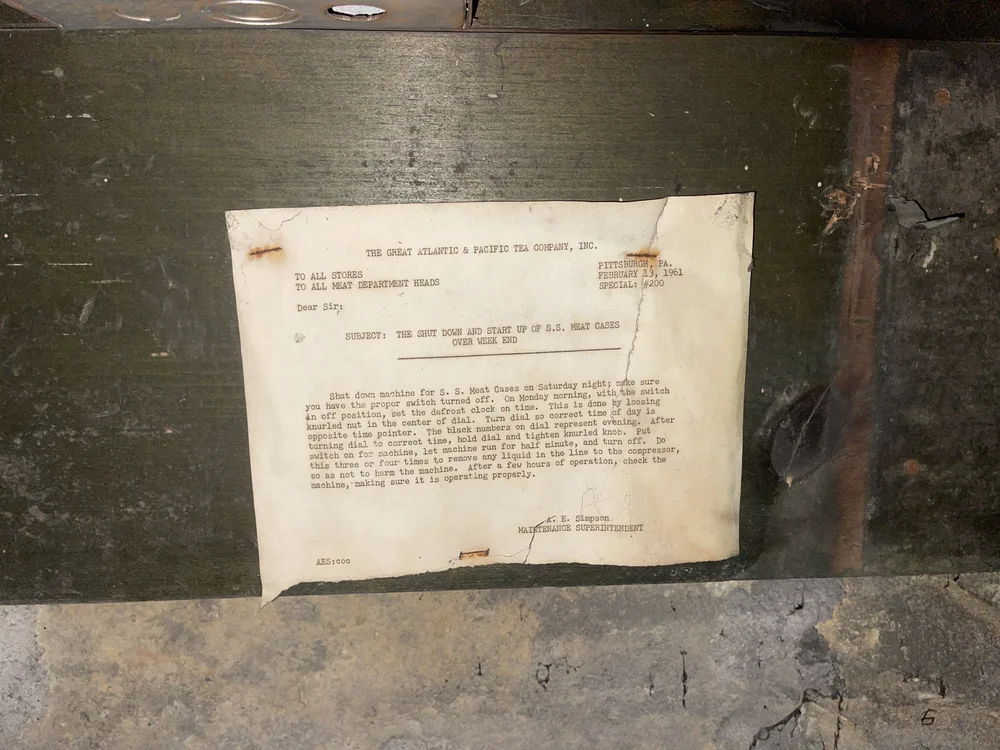 THE GREAT ATLANTIC & PACIFIC TEA COMPANY, INC.
PITTSBURGH, PA.
TO ALL STORES
FEBRUARY 13, 1961
TO ALL MEAT DEPARTMENT HEADS
SPECIAL: #200
Dear Sir:
SUBJECT: THE SHUT DOWN AND START UP OF S.S. MEAT CASES
OVER WEEK END
Shut down machine for S. S. Meat Cases on Saturday night; make sure
you have the proper switch turned off. On Monday morning, with the switch
in off position, set the defrost clock on time. This is done by loosing
knurled nut in the center of dial. Turn dial so correct time of day is
opposite time pointer. The black numbers on dial represent evening. After
turning dial to correct time, hold dial and tighten knurled knob. Put
switch on for machine, let machine run for half minute, and turn off. Do
this three or four times to remove any liquid in the line to the compressor,
so as not to harm the machine. After a few hours of operation, check the
machine, making sure it is operating properly.
A. E. Simpson
MAINTENANCE SUPERINTENDENT
AES:coc
6